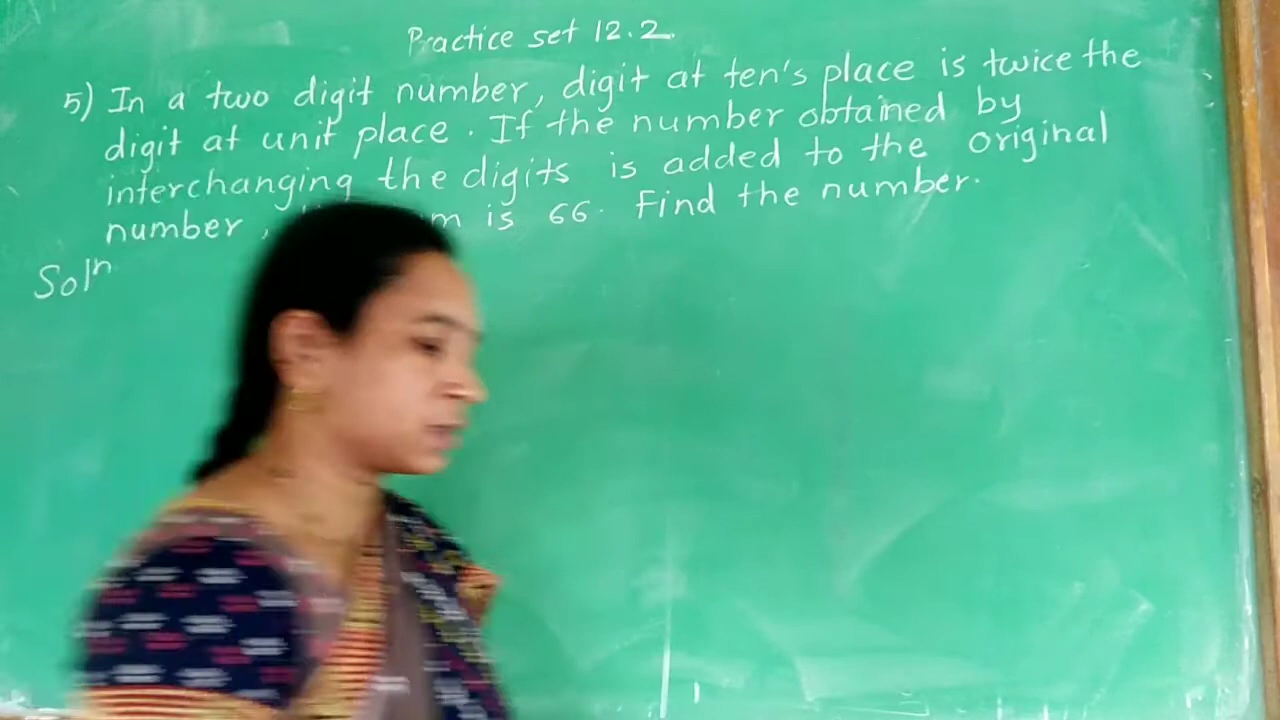 Practice set 12.2.
5) In a two digit number, digit at ten's place is twice the
digit at unit place. If the number obtained by
interchanging the digits is added to the original
number, is 66. Find the number.
Solⁿ